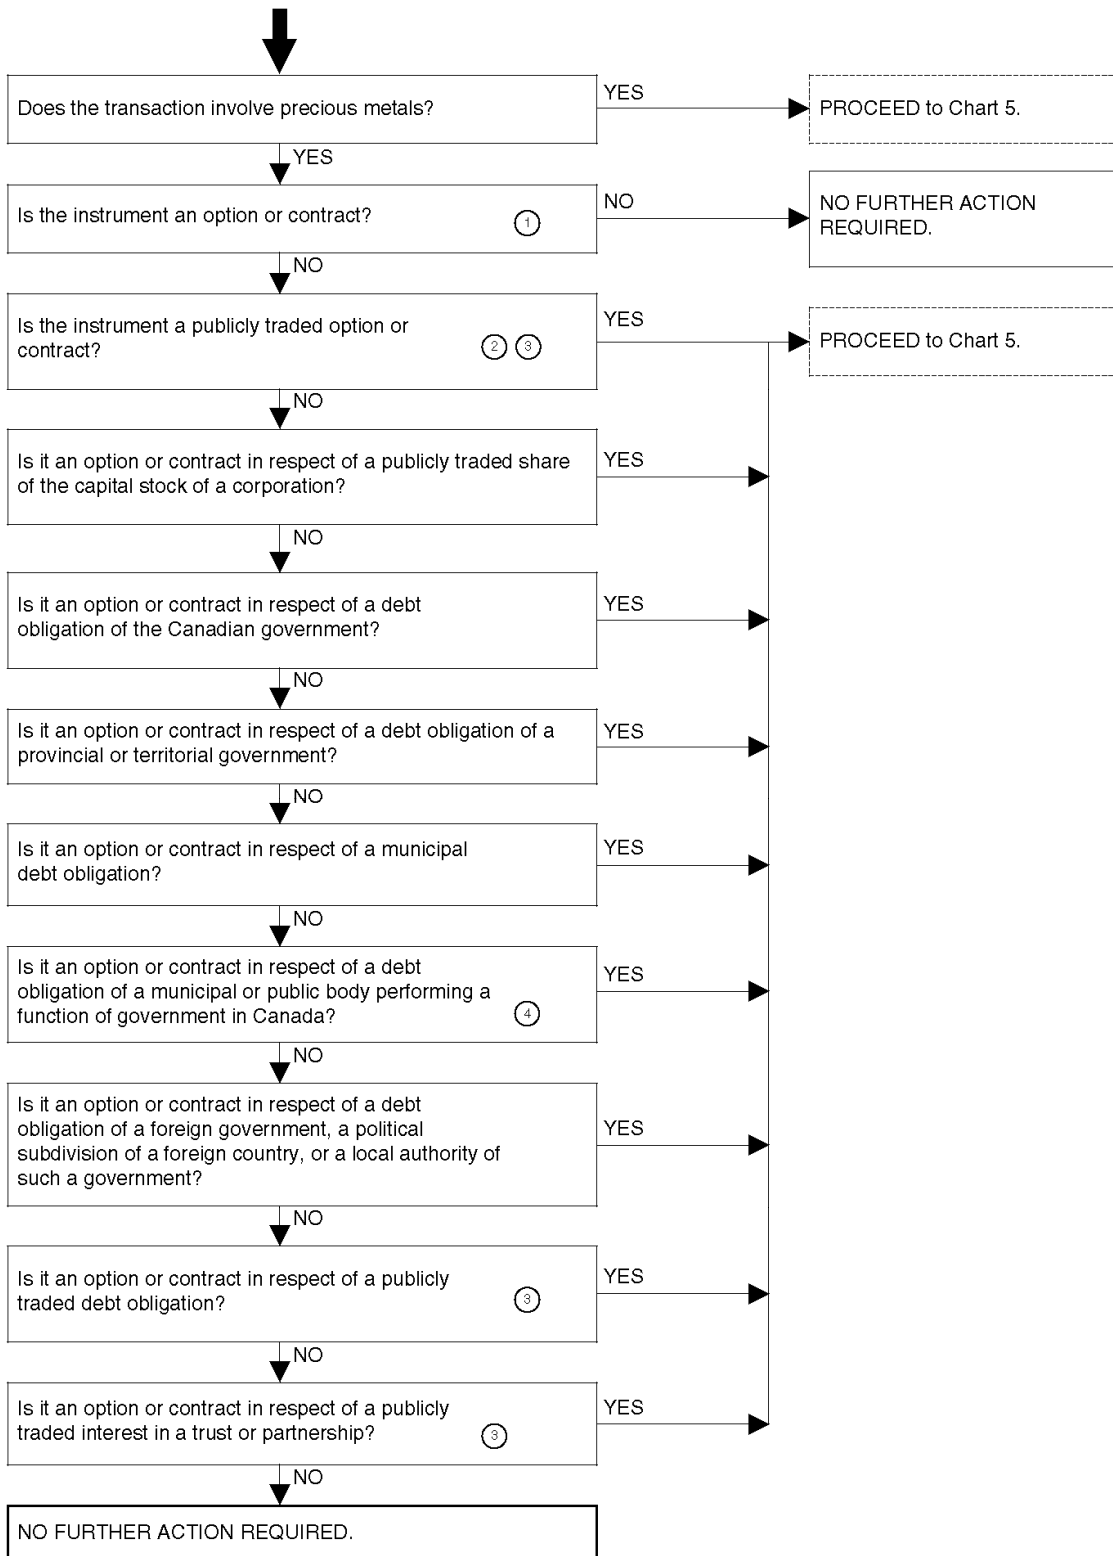 Does the transaction involve precious metals?
YES
PROCEED to Chart 5.
YES
Is the instrument an option or contract?
1
NO
NO FURTHER ACTION
REQUIRED.
NO
Is the instrument a publicly traded option or
contract?
2 3
YES
PROCEED to Chart 5.
NO
Is it an option or contract in respect of a publicly traded share
of the capital stock of a corporation?
YES
NO
Is it an option or contract in respect of a debt
obligation of the Canadian government?
YES
NO
Is it an option or contract in respect of a debt obligation of a
provincial or territorial government?
YES
NO
Is it an option or contract in respect of a municipal
debt obligation?
YES
NO
Is it an option or contract in respect of a debt
obligation of a municipal or public body performing a
function of government in Canada?
4
YES
NO
Is it an option or contract in respect of a debt
obligation of a foreign government, a political
subdivision of a foreign country, or a local authority of
such a government?
YES
NO
Is it an option or contract in respect of a publicly
traded debt obligation?
3
YES
NO
Is it an option or contract in respect of a publicly
traded interest in a trust or partnership?
3
YES
NO
NO FURTHER ACTION REQUIRED.